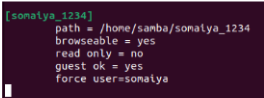 [somaiya_1234]
path = /home/samba/somaiya_1234
browseable = yes
read only = no
guest ok = yes
force user=somaiya